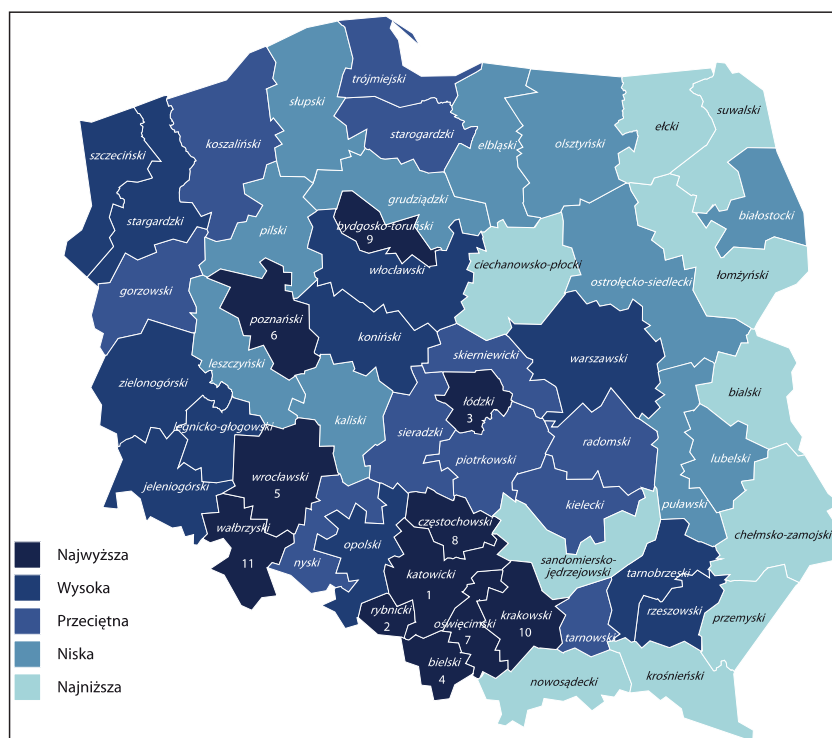 trójmiejski
słupski
suwalski
ełcki
starogardzki
koszaliński
elbląski
olsztyński
szczeciński
grudziądzki
białostocki
stargardzki
bydgosko-toruński
9
pilski
ciechanowsko-płocki
włocławski
łomżyński
ostrołęcko-siedlecki
gorzowski
poznański
6
koniński
skierniewicki
warszawski
leszczyński
zielonogórski
bialski
łódzki
3
kaliski
legnicko-głogowski
sieradzki
radomski
piotrkowski
lubelski
wrocławski
5
jeleniogórski
kielecki
puławski
częstochowski
8
wałbrzyski
11
chełmsko-zamojski
opolski
nyski
sandomiersko-
jędrzejowski
katowicki
1
tarnobrzeski
rybnicki
2
oświęcimski
7
krakowski
10
rzeszowski
przemyski
tarnowski
bielski
4
nowosądecki
krośnieński
Najwyższa
Wysoka
Przeciętna
Niska
Najniższa